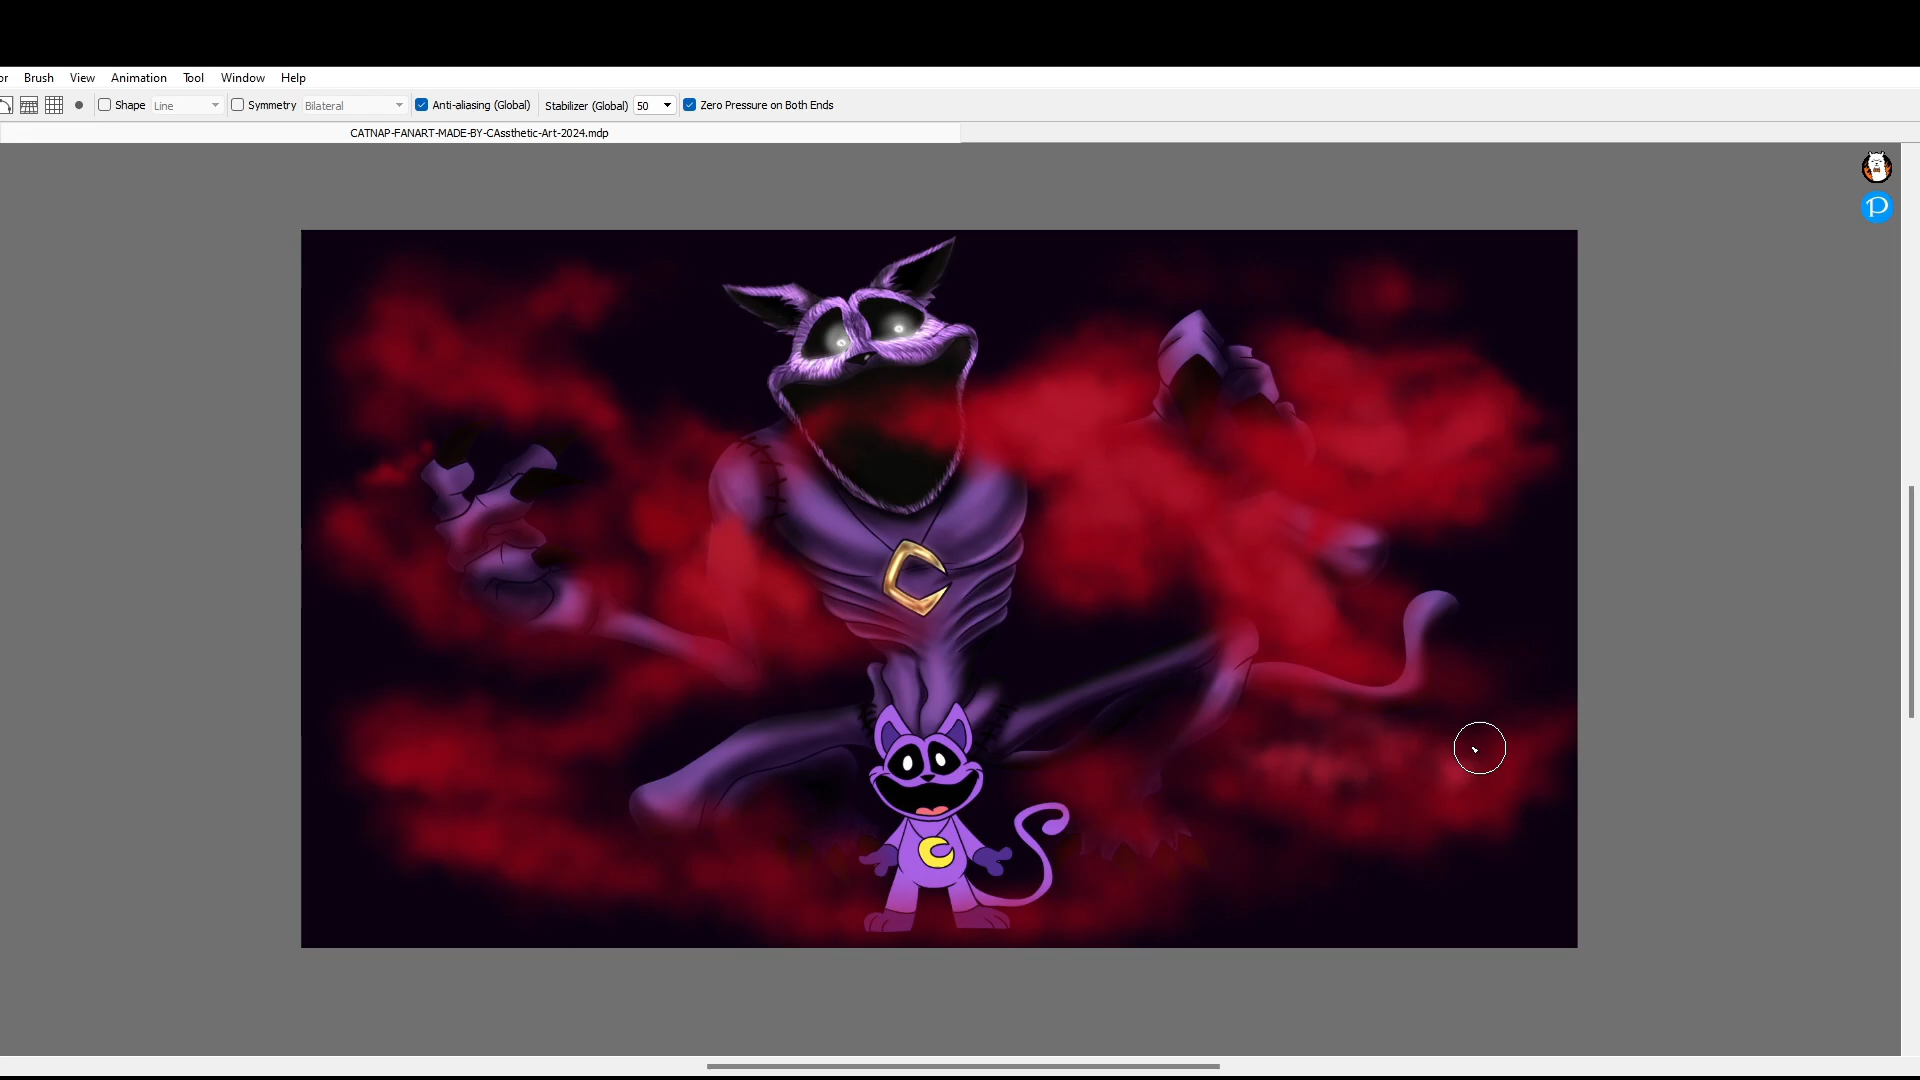 or Brush View Animation Tool Window Help
Shape Line Symmetry Bilateral Anti-aliasing (Global) Stabilizer (Global) 50 Zero Pressure on Both Ends
CATNAP-FANART-MADE-BY-CAssthetic-Art-2024.mdp
P